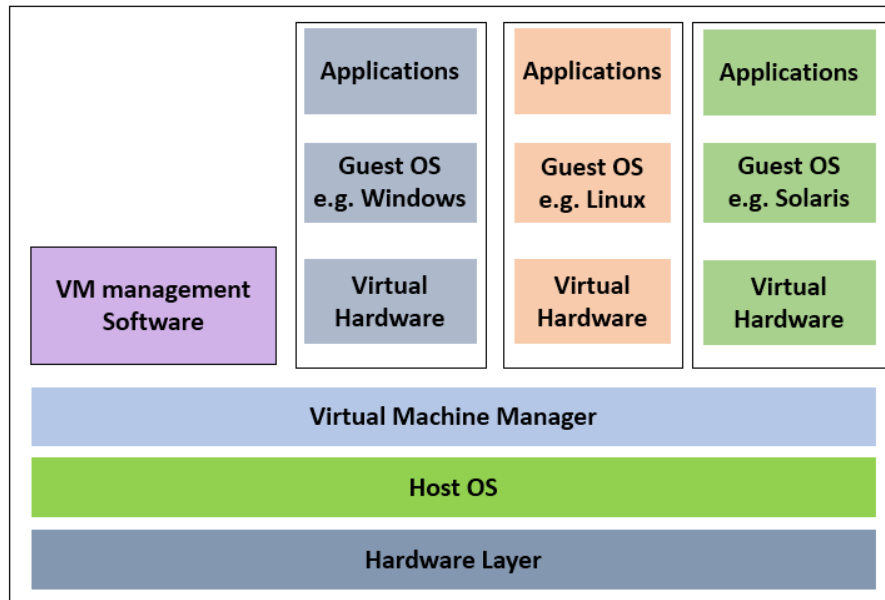 Applications
Applications
Applications
Guest OS
e.g. Windows
Guest OS
e.g. Linux
Guest OS
e.g. Solaris
VM management
Software
Virtual
Hardware
Virtual
Hardware
Virtual
Hardware
Virtual Machine Manager
Host OS
Hardware Layer